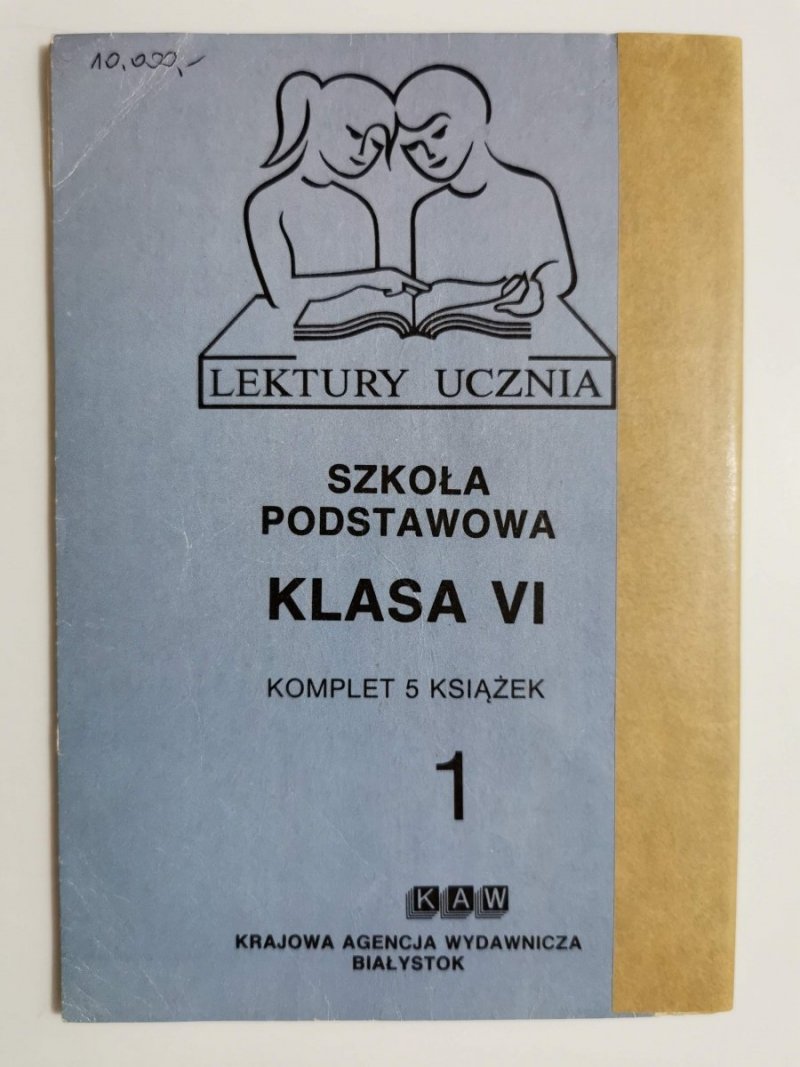 10.000,-
LEKTURY UCZNIA
SZKOŁA
PODSTAWOWA
KLASA VI
KOMPLET 5 KSIĄŻEK
1
KAW
KRAJOWA AGENCJA WYDAWNICZA
BIAŁYSTOK